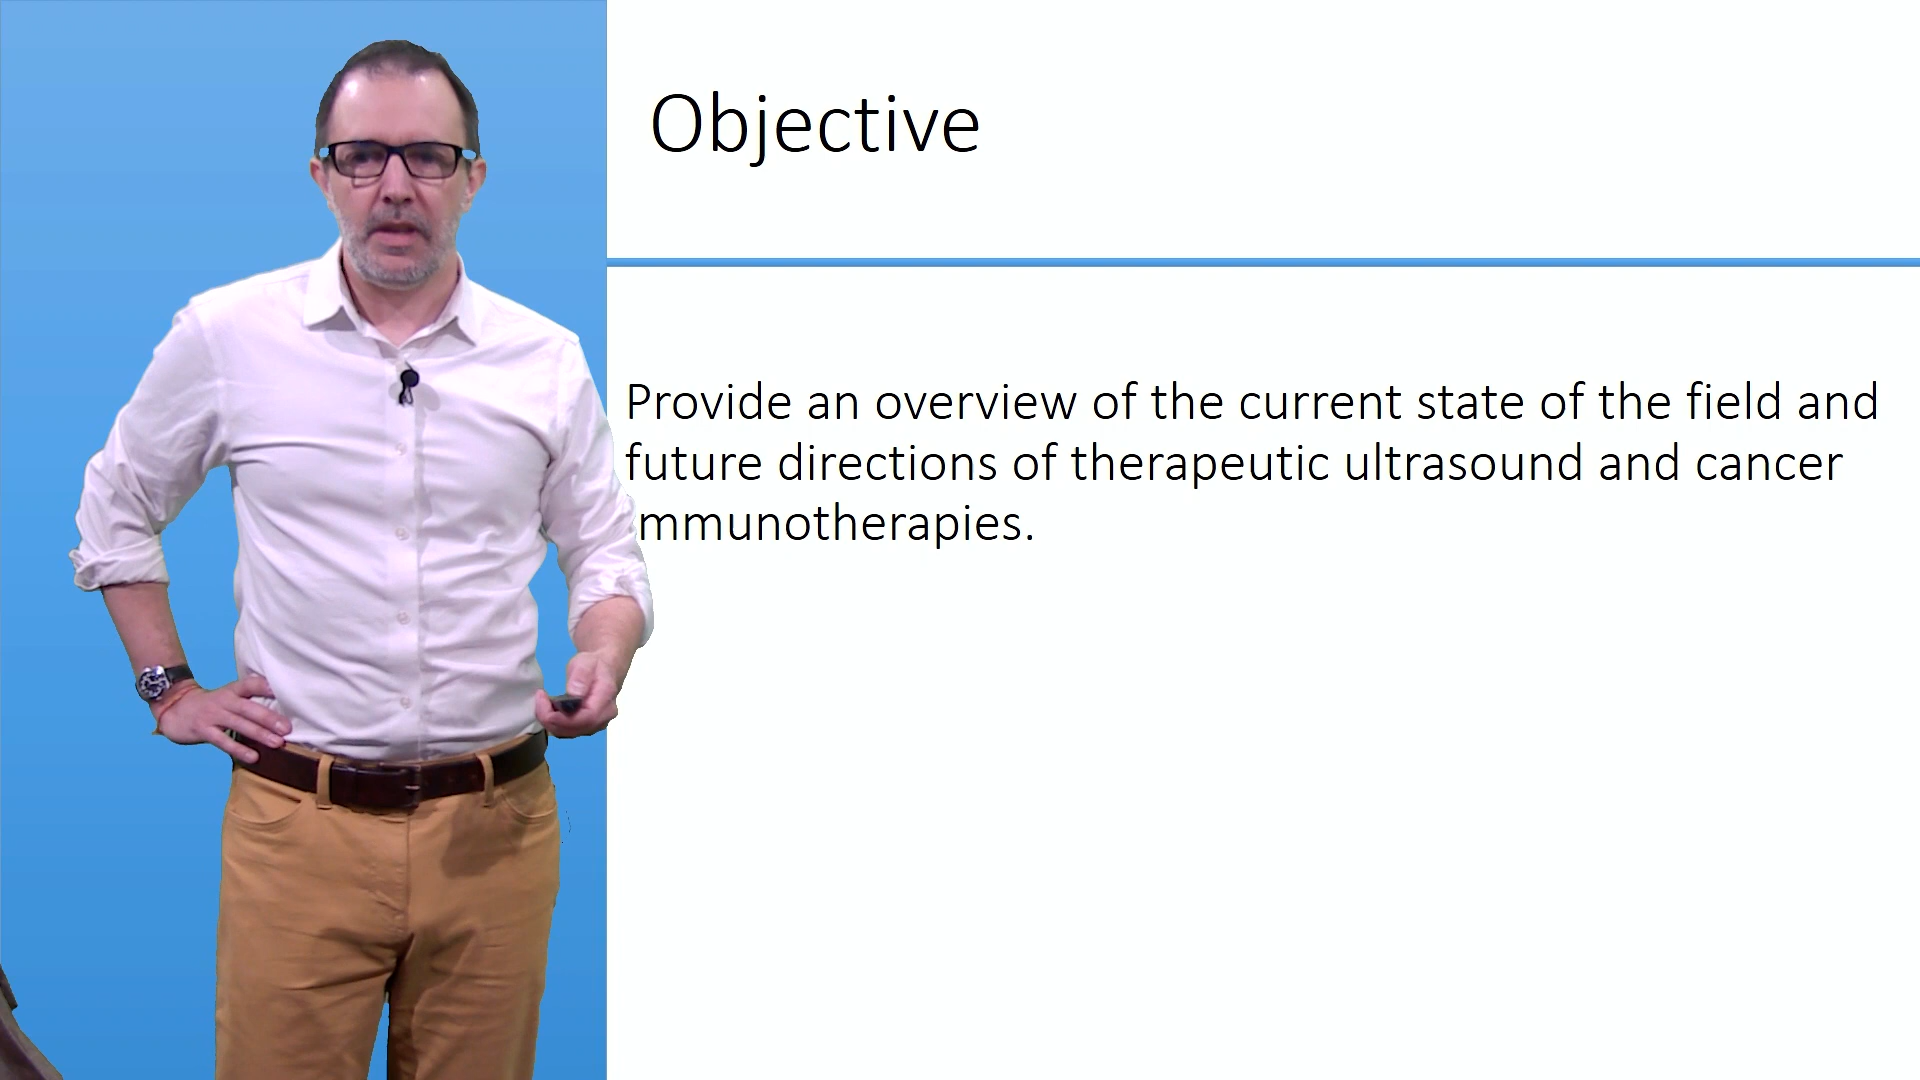 Objective
Provide an overview of the current state of the field and
future directions of therapeutic ultrasound and cancer
mmunotherapies.